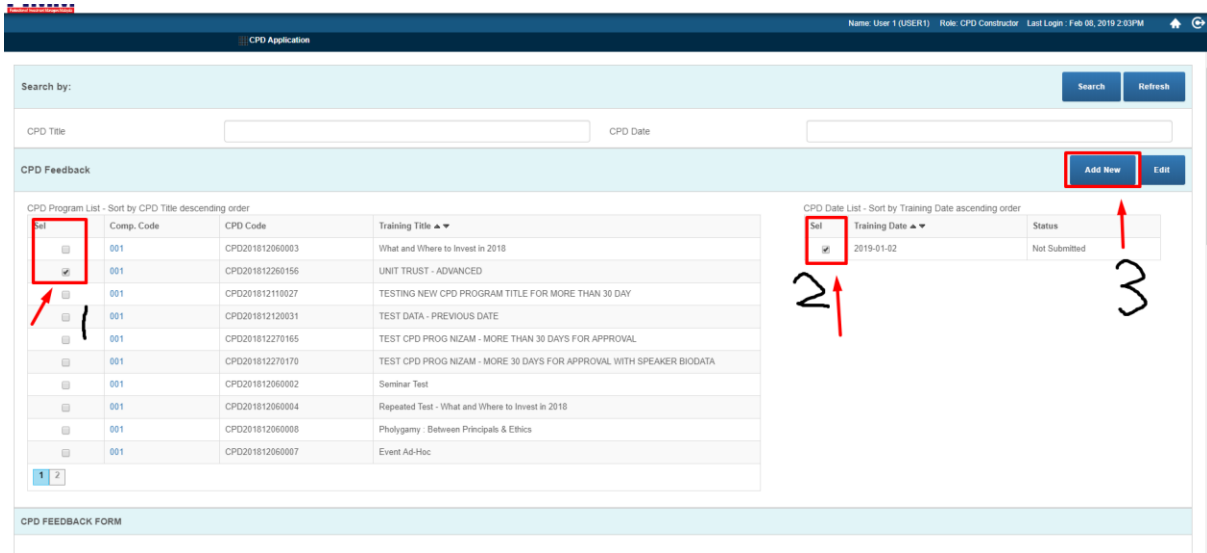 Name: User 1 (USER1) Role: CPD Constructor Last Login : Feb 08, 2019 2:03PM
CPD Application
Search by:
Search Refresh
CPD Title CPD Date
CPD Feedback
Add New Edit
CPD Program List - Sort by CPD Title descending order
Sel Comp. Code CPD Code Training Title
001 CPD201812060003 What and Where to Invest in 2018
001 CPD201812260156 UNIT TRUST - ADVANCED
001 CPD201812110027 TESTING NEW CPD PROGRAM TITLE FOR MORE THAN 30 DAY
001 CPD201812120031 TEST DATA - PREVIOUS DATE
001 CPD201812270165 TEST CPD PROG NIZAM - MORE THAN 30 DAYS FOR APPROVAL
001 CPD201812270170 TEST CPD PROG NIZAM - MORE 30 DAYS FOR APPROVAL WITH SPEAKER BIODATA
001 CPD201812060002 Seminar Test
001 CPD201812060004 Repeated Test - What and Where to Invest in 2018
001 CPD201812060008 Pholygamy : Between Principals & Ethics
001 CPD201812060007 Event Ad-Hoc
1 2
1
CPD Date List - Sort by Training Date ascending order
Sel Training Date Status
2019-01-02 Not Submitted
2
3
CPD FEEDBACK FORM